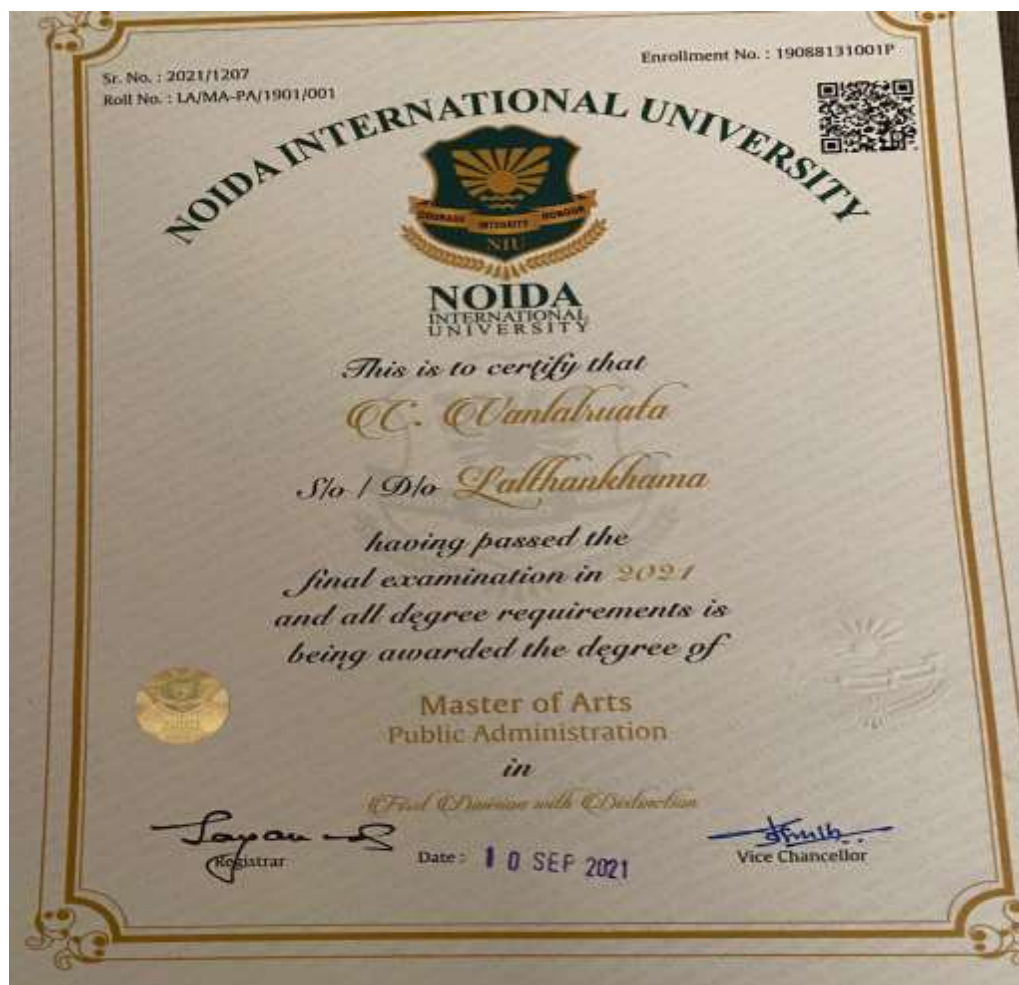 Sr. No. : 2021/1207
Roll No. : LA/MA-PA/1901/001
Enrollment No. : 19088131001P
NOIDA INTERNATIONAL UNIVERSITY
COURAGE INTEGRITY HONOUR
NIU
NOIDA
INTERNATIONAL
UNIVERSITY
This is to certify that
C. Vanlalruata
S/o / D/o Lalthankhama
having passed the
final examination in 2021
and all degree requirements is
being awarded the degree of
Master of Arts
Public Administration
in
First Division with Distinction
Registrar
Date : 10 SEP 2021
Vice Chancellor